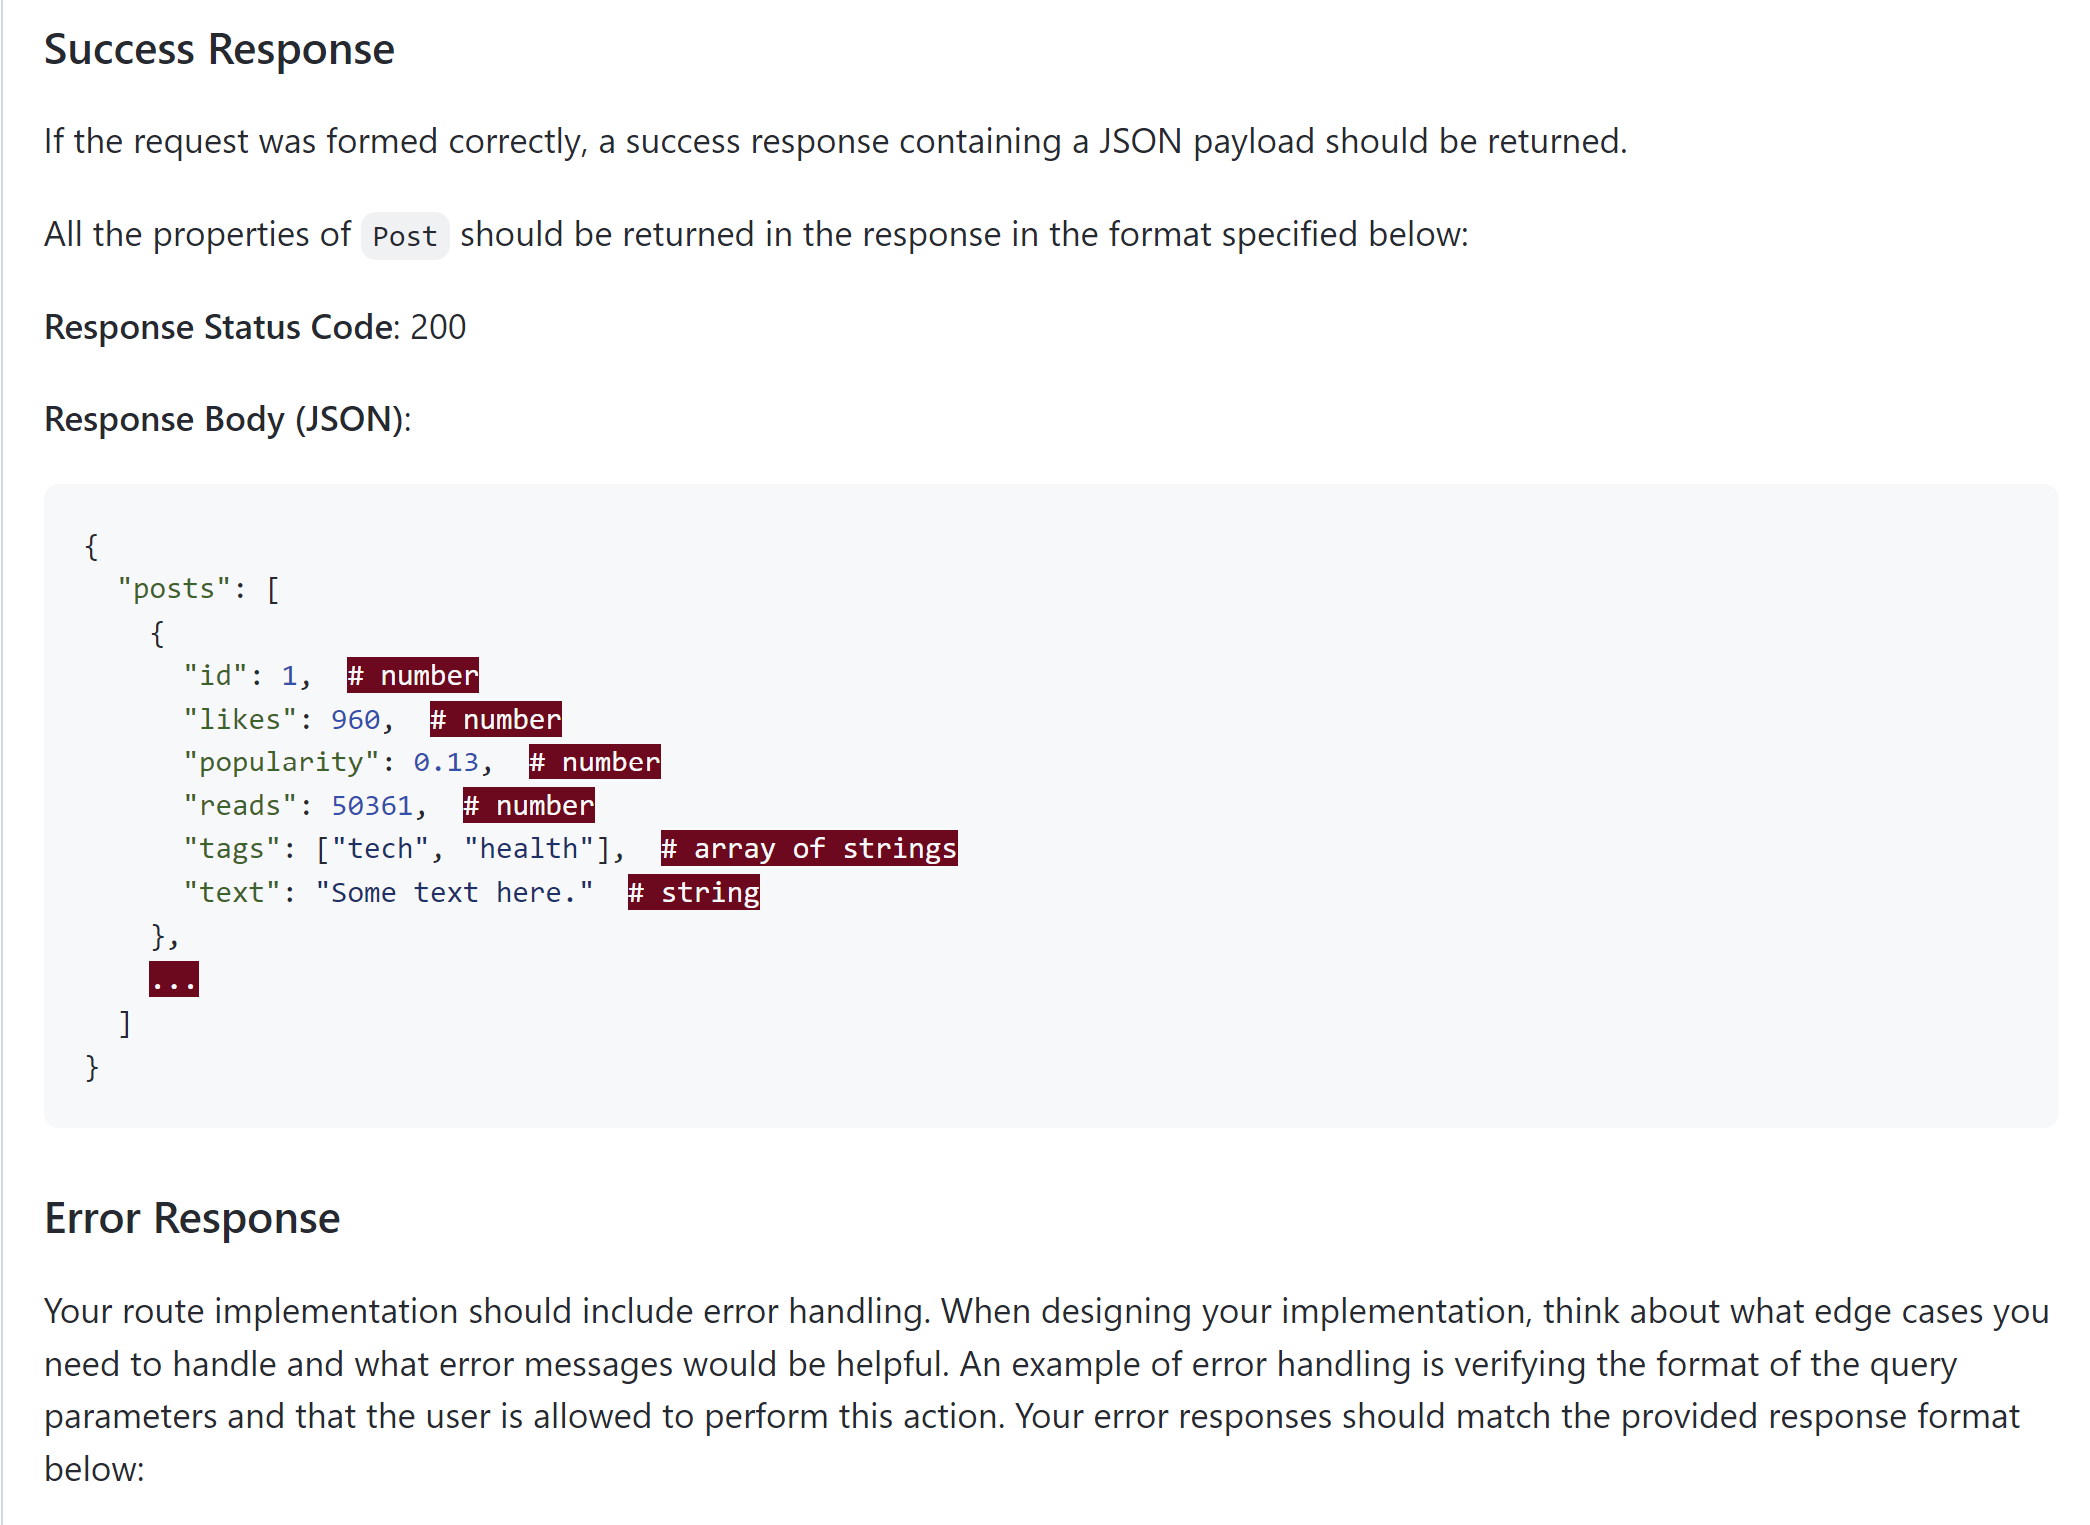 Success Response
If the request was formed correctly, a success response containing a JSON payload should be returned.
All the properties of Post should be returned in the response in the format specified below:
Response Status Code: 200
Response Body (JSON):
{
  "posts": [
    {
      "id": 1,  # number
      "likes": 960,  # number
      "popularity": 0.13,  # number
      "reads": 50361,  # number
      "tags": ["tech", "health"],  # array of strings
      "text": "Some text here."  # string
    },
    ...
  ]
}
Error Response
Your route implementation should include error handling. When designing your implementation, think about what edge cases you
need to handle and what error messages would be helpful. An example of error handling is verifying the format of the query
parameters and that the user is allowed to perform this action. Your error responses should match the provided response format
below: